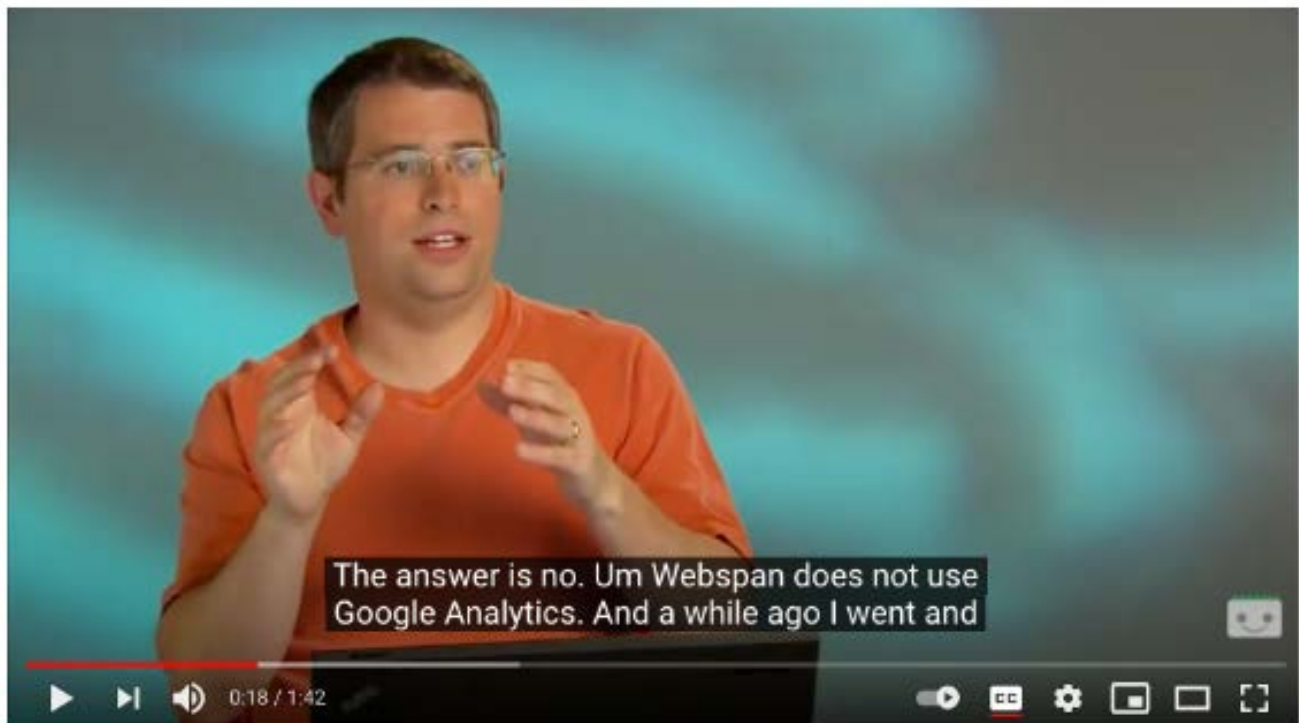 The answer is no. Um Webspan does not use
Google Analytics. And a while ago I went and
0:18 / 1:42
CC